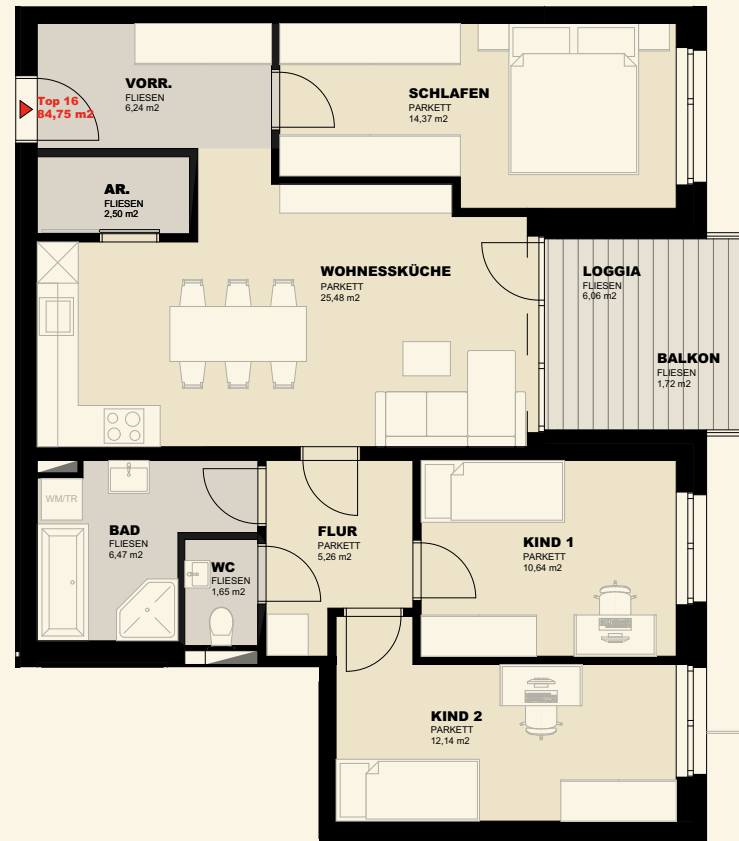 VORR.
FLIESEN
6,24 m2
Top 16
84,75 m2
SCHLAFEN
PARKETT
14,37 m2
AR.
FLIESEN
2,50 m2
WOHNESSKÜCHE
PARKETT
25,48 m2
LOGGIA
FLIESEN
6,06 m2
BALKON
FLIESEN
1,72 m2
WM/TR
BAD
FLIESEN
6,47 m2
WC
FLIESEN
1,65 m2
FLUR
PARKETT
5,26 m2
KIND 1
PARKETT
10,64 m2
KIND 2
PARKETT
12,14 m2